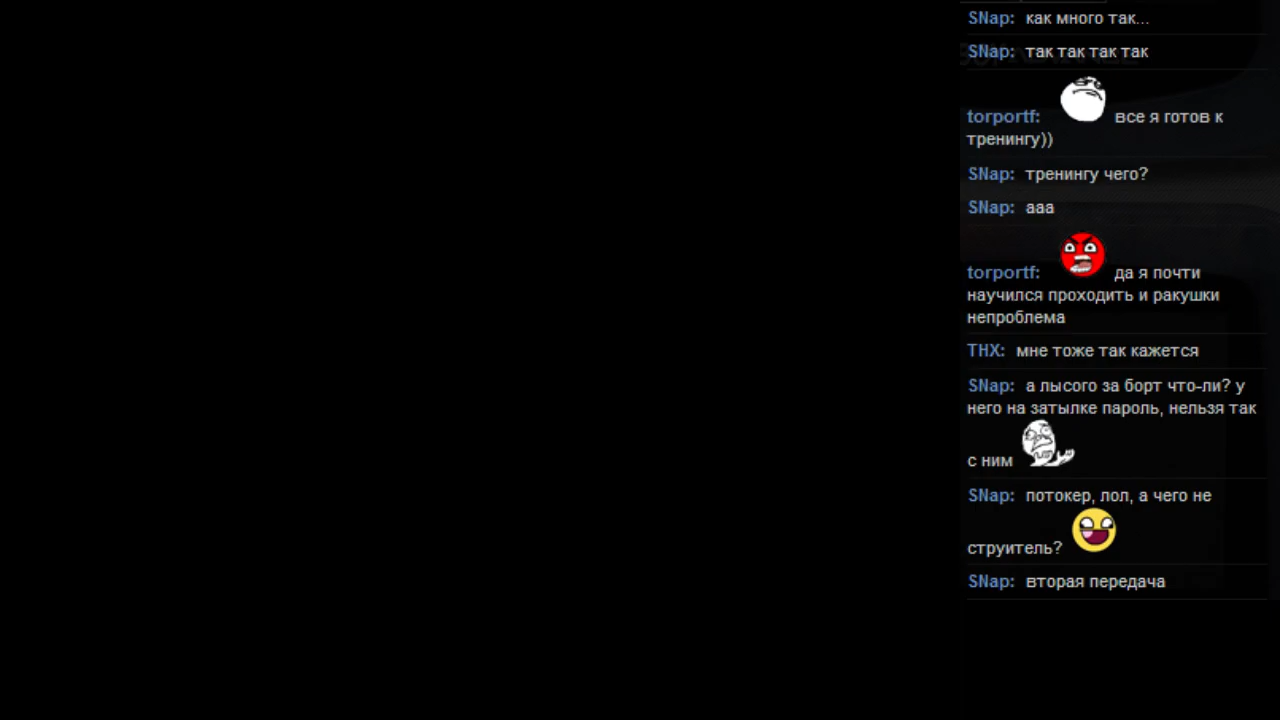 SNap: как много так...
SNap: так так так так
torportf: все я готов к
тренингу))
SNap: тренингу чего?
SNap: ааа
torportf: да я почти
научился проходить и ракушки
непроблема
THX: мне тоже так кажется
SNap: а лысого за борт что-ли? у
него на затылке пароль, нельзя так
с ним
SNap: потокер, лол, а чего не
струитель?
SNap: вторая передача